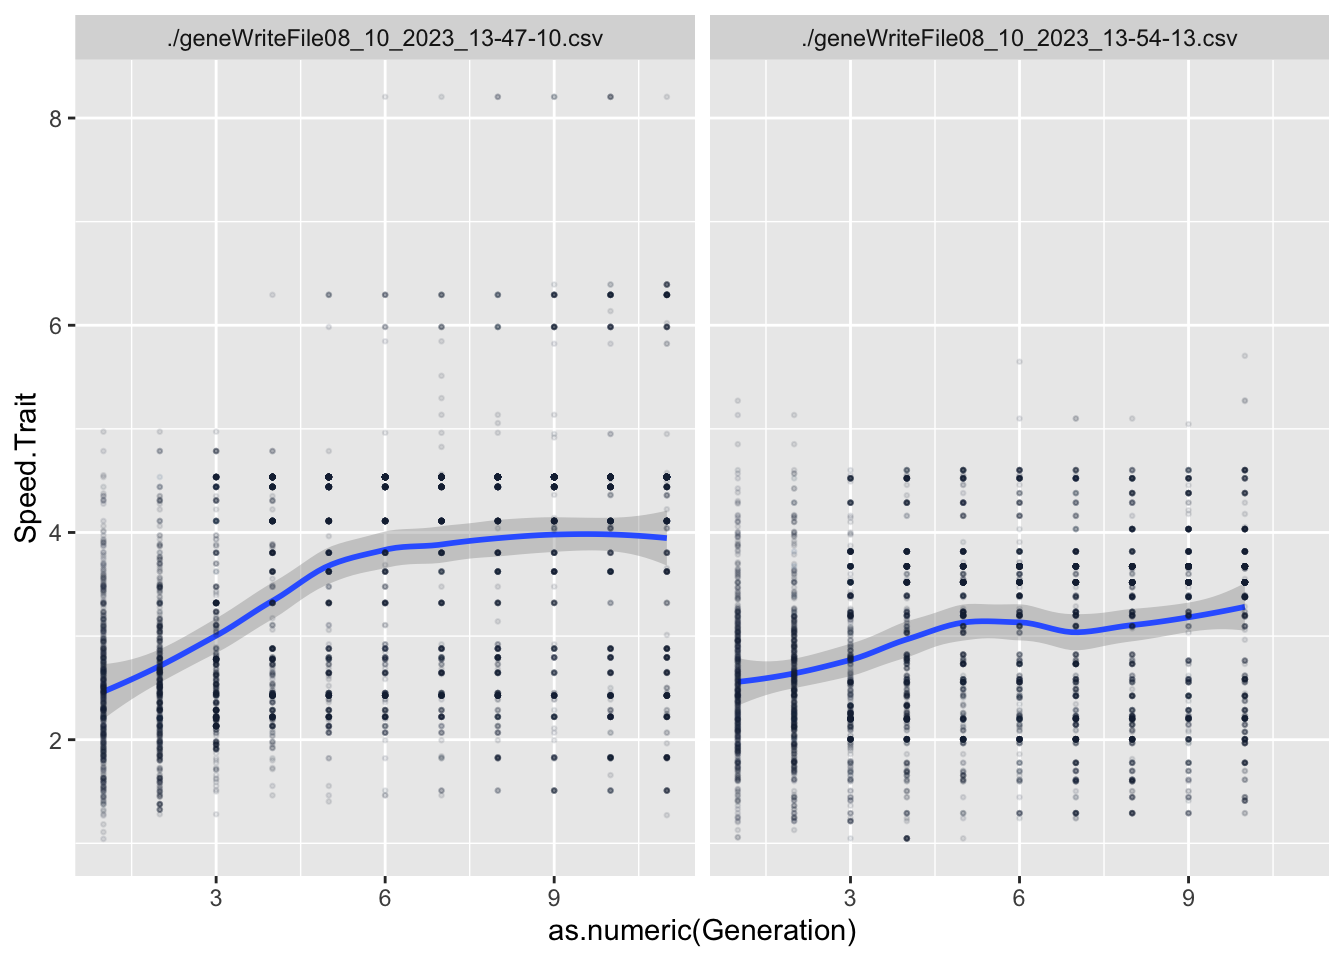 ./geneWriteFile08_10_2023_13-47-10.csv
./geneWriteFile08_10_2023_13-54-13.csv
8
6
4
2
Speed.Trait
3 6 9
3 6 9
as.numeric(Generation)